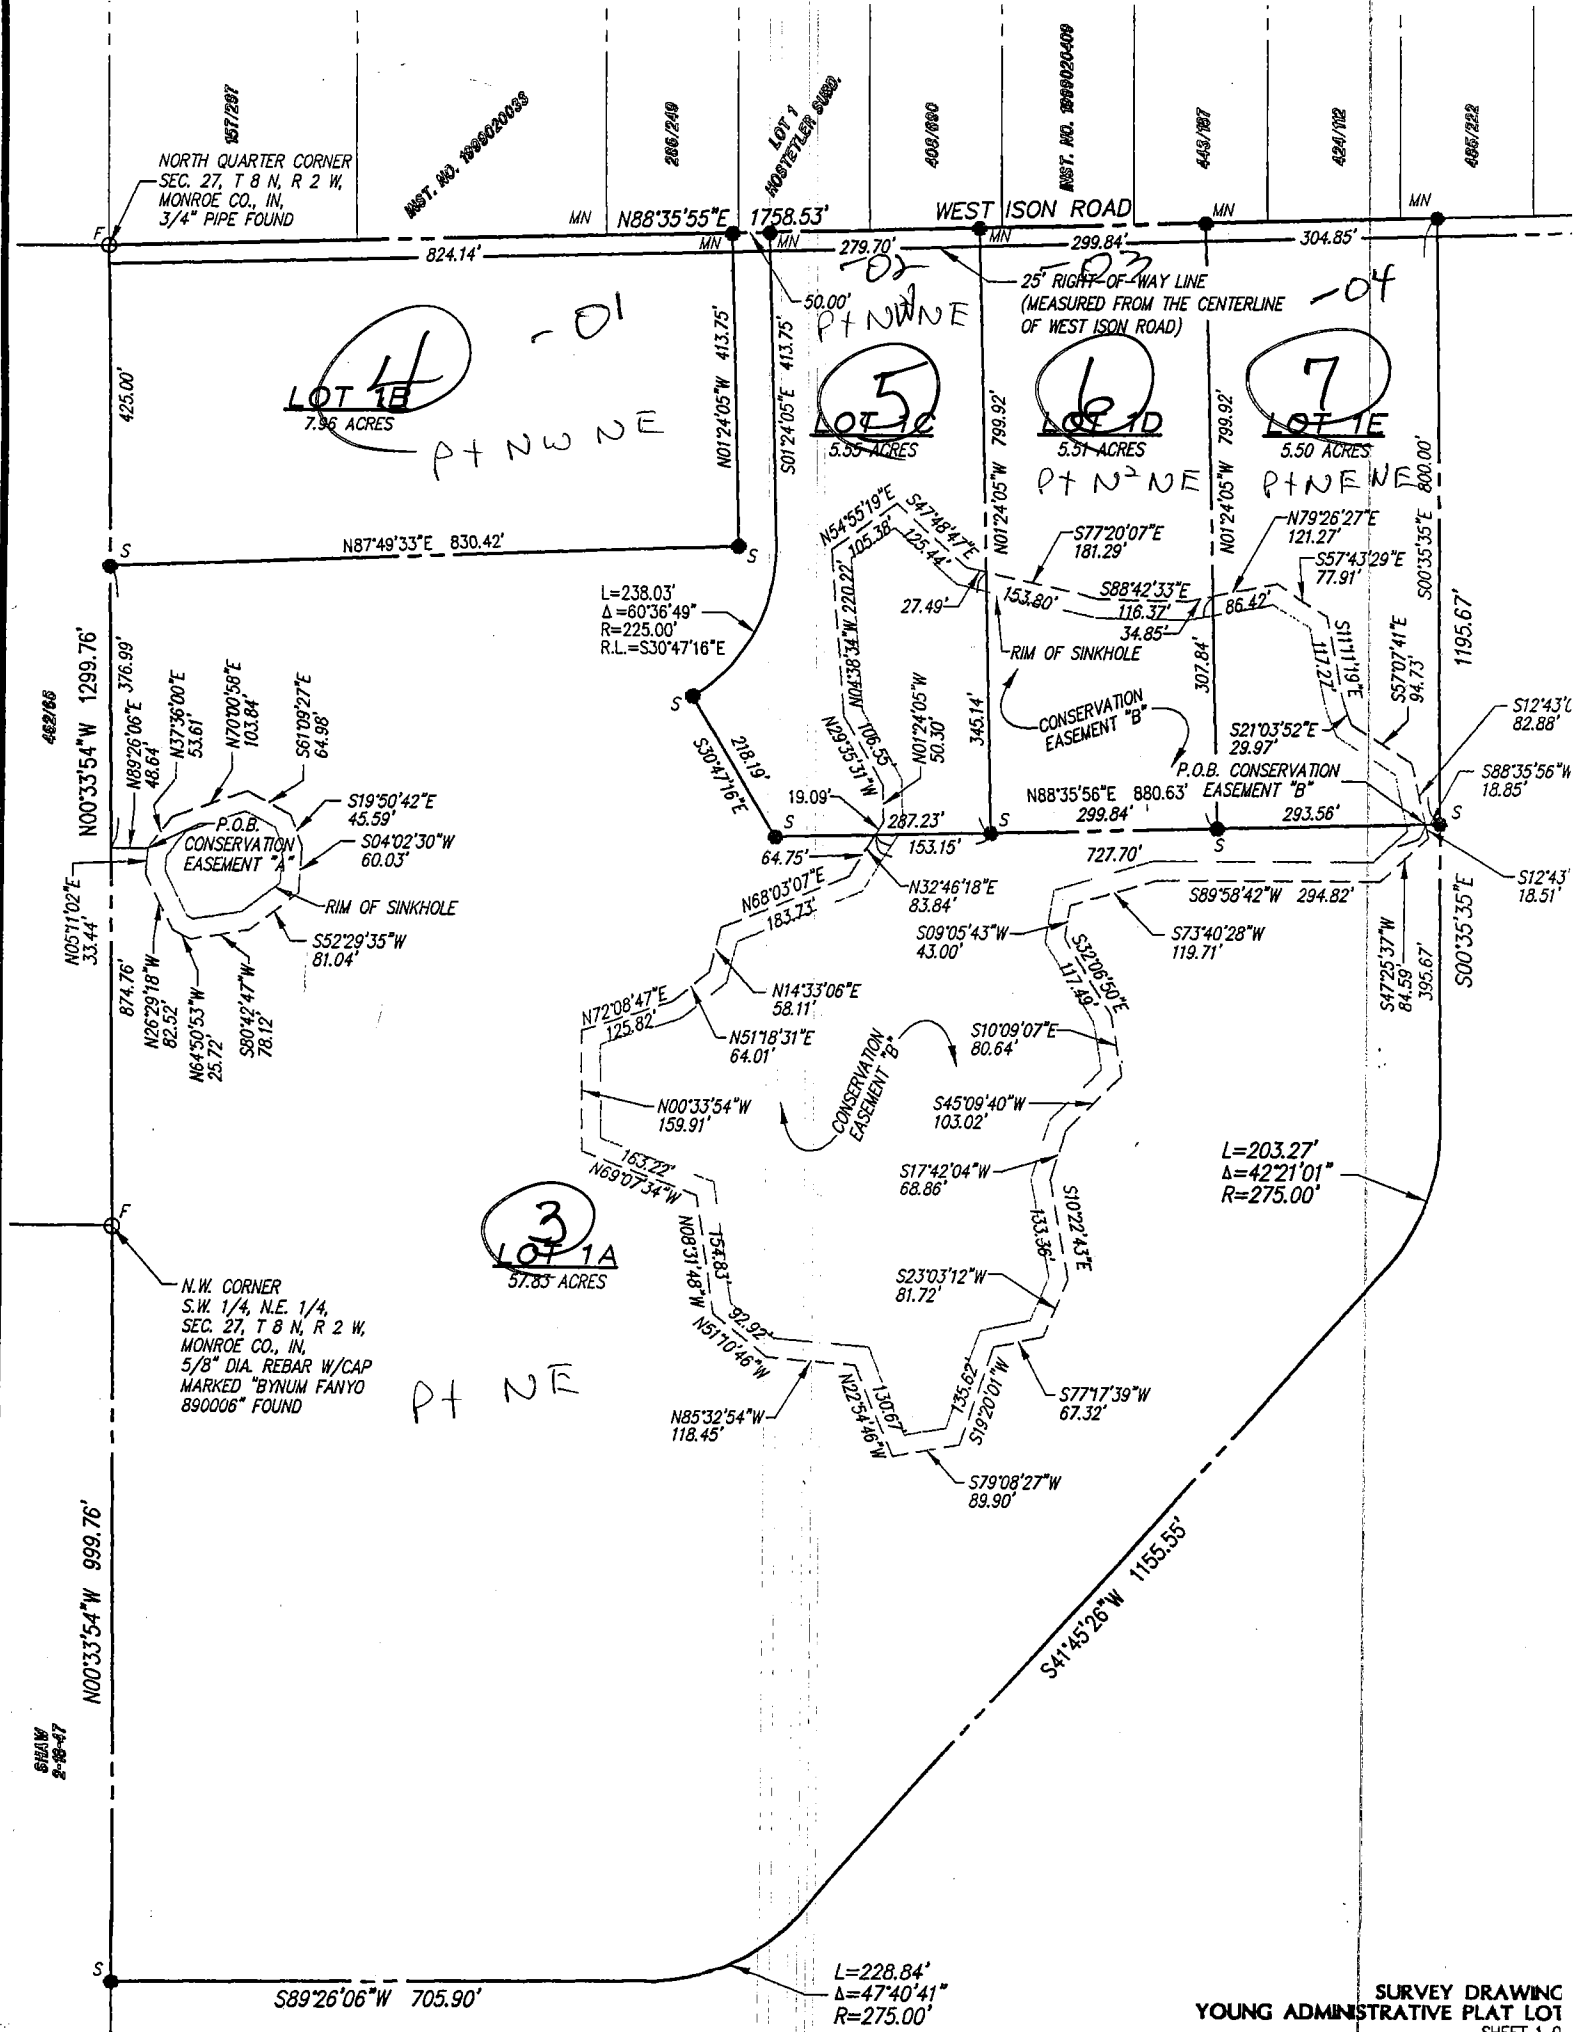 157/297
INST. NO. 1999020033
286/249
LOT 1
HOSTETLER SUBD.
408/690
INST. NO. 1999020409
443/187
424/112
485/222
NORTH QUARTER CORNER
SEC. 27, T 8 N, R 2 W,
MONROE CO., IN,
3/4" PIPE FOUND
F
MN
N88°35'55"E 1758.53'
WEST ISON ROAD
MN
MN
824.14'
MN
MN
279.70'
MN
299.84'
304.85'
-02
-03
-04
50.00'
25' RIGHT-OF-WAY LINE
(MEASURED FROM THE CENTERLINE
OF WEST ISON ROAD)
-01
Pt NW NE
425.00'
4
LOT 1B
7.96 ACRES
Pt NW NE
N01°24'05"W 413.75'
S01°24'05"E 413.75'
5
LOT 1C
5.55 ACRES
N01°24'05"W 799.92'
6
LOT 1D
5.51 ACRES
Pt N2 NE
N01°24'05"W 799.92'
7
LOT 1E
5.50 ACRES
Pt NE NE
S00°35'35"E 800.00'
1195.67'
S
N87°49'33"E 830.42'
S
N54°55'19"E
105.38'
S47°48'47"E
125.44'
S77°20'07"E
181.29'
N79°26'27"E
121.27'
S57°43'29"E
77.91'
27.49'
153.80'
S88°42'33"E
116.37'
34.85'
86.42'
L=238.03'
Δ=60°36'49"
R=225.00'
R.L.=S30°47'16"E
N04°38'34"W 220.22'
RIM OF SINKHOLE
S11°11'19"E
117.27'
S57°07'41"E
94.73'
N29°35'31"W
106.55'
N01°24'05"W
50.30'
345.14'
CONSERVATION
EASEMENT "B"
307.84'
S21°03'52"E
29.97'
S
218.19'
S30°47'16"E
19.09'
P.O.B. CONSERVATION
EASEMENT "B"
S12°43'0
82.88'
S88°35'56"W
18.85'
N88°35'56"E 880.63'
S
287.23'
S
299.84'
S
293.56'
S
64.75'
153.15'
727.70'
462/68
N00°33'54"W 1299.76'
376.99'
N89°26'06"E
48.64'
N37°36'00"E
53.61'
N70°00'58"E
103.84'
S61°09'27"E
64.98'
S19°50'42"E
45.59'
S04°02'30"W
60.03'
P.O.B.
CONSERVATION
EASEMENT "A"
RIM OF SINKHOLE
N05°11'02"E
33.44'
S52°29'35"W
81.04'
874.76'
N26°29'18"W
82.52'
N64°50'53"W
25.72'
S80°42'47"W
78.12'
N68°03'07"E
183.73'
N32°46'18"E
83.84'
S89°58'42"W 294.82'
S12°43'
18.51'
S09°05'43"W
43.00'
S73°40'28"W
119.71'
S47°25'37"W
84.59'
395.67'
S00°35'35"E
S32°06'50"E
117.49'
N14°33'06"E
58.11'
N72°08'47"E
125.82'
N51°18'31"E
64.01'
CONSERVATION
EASEMENT "B"
S10°09'07"E
80.64'
N00°33'54"W
159.91'
S45°09'40"W
103.02'
163.22'
N69°07'34"W
S17°42'04"W
68.86'
L=203.27'
Δ=42°21'01"
R=275.00'
F
3
LOT 1A
57.83 ACRES
N08°31'48"W
154.83'
133.36'
S10°22'43"E
N.W. CORNER
S.W. 1/4, N.E. 1/4,
SEC. 27, T 8 N, R 2 W,
MONROE CO., IN,
5/8" DIA. REBAR W/CAP
MARKED "BYNUM FANYO
890006" FOUND
Pt NE
S23°03'12"W
81.72'
92.92'
N51°10'46"W
N85°32'54"W
118.45'
130.67'
N22°54'46"W
135.62'
S19°20'01"W
S77°17'39"W
67.32'
S79°08'27"W
89.90'
N00°33'54"W 999.76'
S41°45'26"W 1155.55'
SHAW
2-18-47
S
S89°26'06"W 705.90'
L=228.84'
Δ=47°40'41"
R=275.00'
SURVEY DRAWING
YOUNG ADMINISTRATIVE PLAT LOT
SHEET 1 O